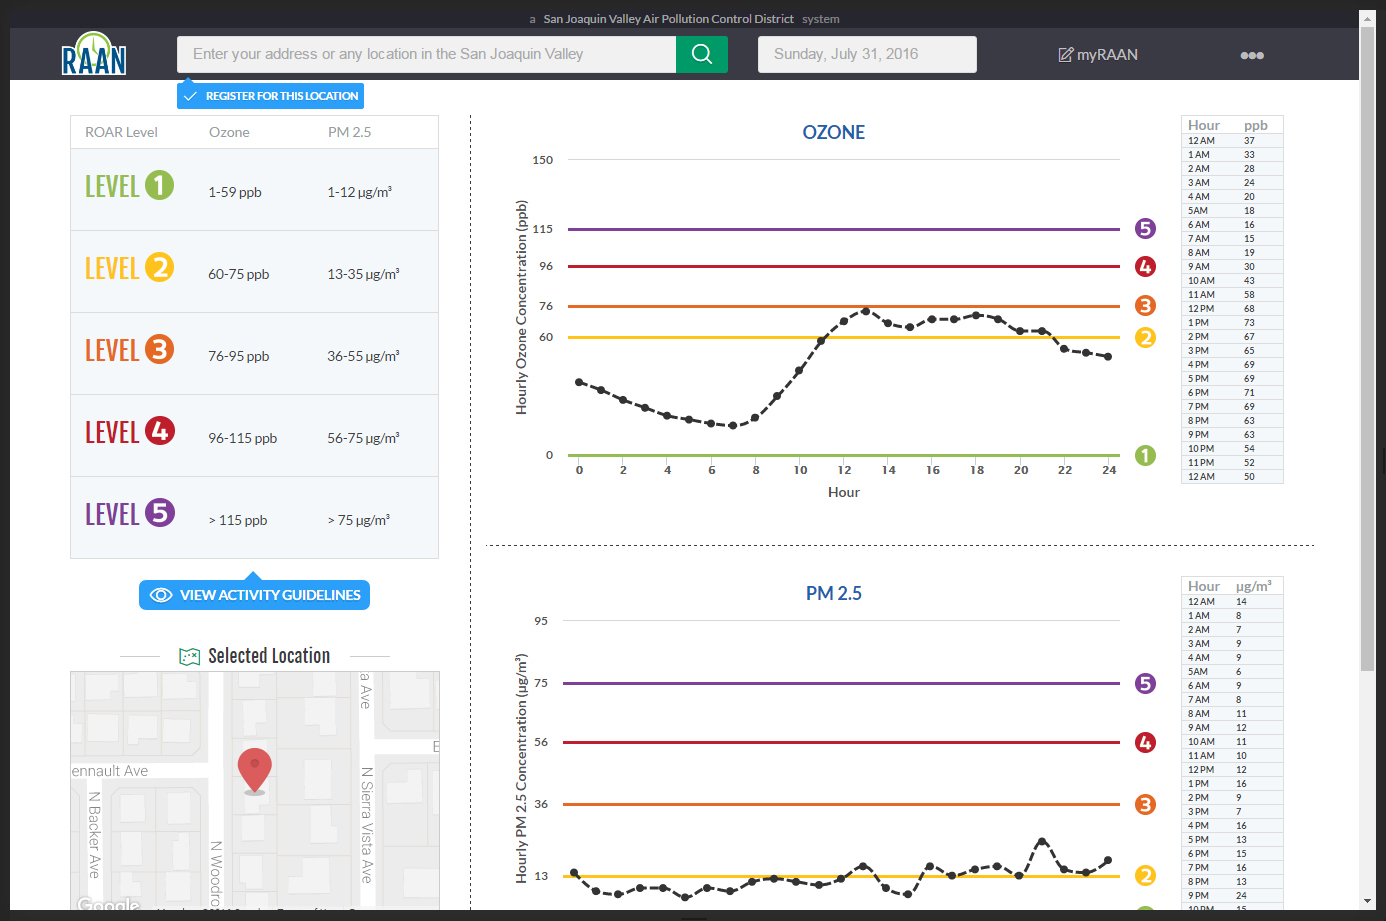 a San Joaquin Valley Air Pollution Control District system
RAAN
Enter your address or any location in the San Joaquin Valley
Sunday, July 31, 2016
myRAAN
REGISTER FOR THIS LOCATION
ROAR Level Ozone PM 2.5
LEVEL 1 1-59 ppb 1-12 µg/m³
LEVEL 2 60-75 ppb 13-35 µg/m³
LEVEL 3 76-95 ppb 36-55 µg/m³
LEVEL 4 96-115 ppb 56-75 µg/m³
LEVEL 5 > 115 ppb > 75 µg/m³
VIEW ACTIVITY GUIDELINES
Selected Location
a Ave
E
ennault Ave
N Backer Ave
N Woodro
N Sierra Vista Ave
Google
OZONE
Hourly Ozone Concentration (ppb)
150
115 5
96 4
76 3
60 2
0 1
0 2 4 6 8 10 12 14 16 18 20 22 24
Hour
Hour ppb
12 AM 37
1 AM 33
2 AM 28
3 AM 24
4 AM 20
5AM 18
6 AM 16
7 AM 15
8 AM 19
9 AM 30
10 AM 43
11 AM 58
12 PM 68
1 PM 73
2 PM 67
3 PM 65
4 PM 69
5 PM 69
6 PM 71
7 PM 69
8 PM 63
9 PM 63
10 PM 54
11 PM 52
12 AM 50
PM 2.5
Hourly PM 2.5 Concentration (µg/m³)
95
75 5
56 4
36 3
13 2
Hour µg/m³
12 AM 14
1 AM 8
2 AM 7
3 AM 9
4 AM 9
5AM 6
6 AM 9
7 AM 8
8 AM 11
9 AM 12
10 AM 11
11 AM 10
12 PM 12
1 PM 16
2 PM 9
3 PM 7
4 PM 16
5 PM 13
6 PM 15
7 PM 16
8 PM 13
9 PM 24
10 PM 15